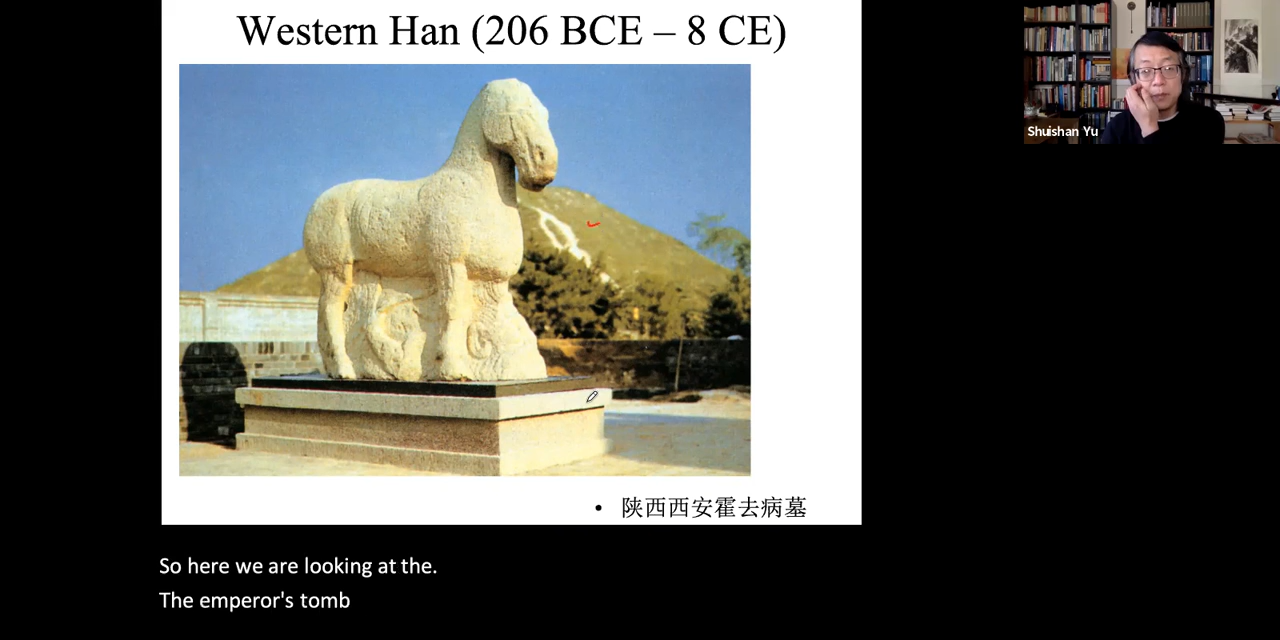 Western Han (206 BCE – 8 CE)
Shuishan Yu
• 陕西西安霍去病墓
So here we are looking at the.
The emperor's tomb